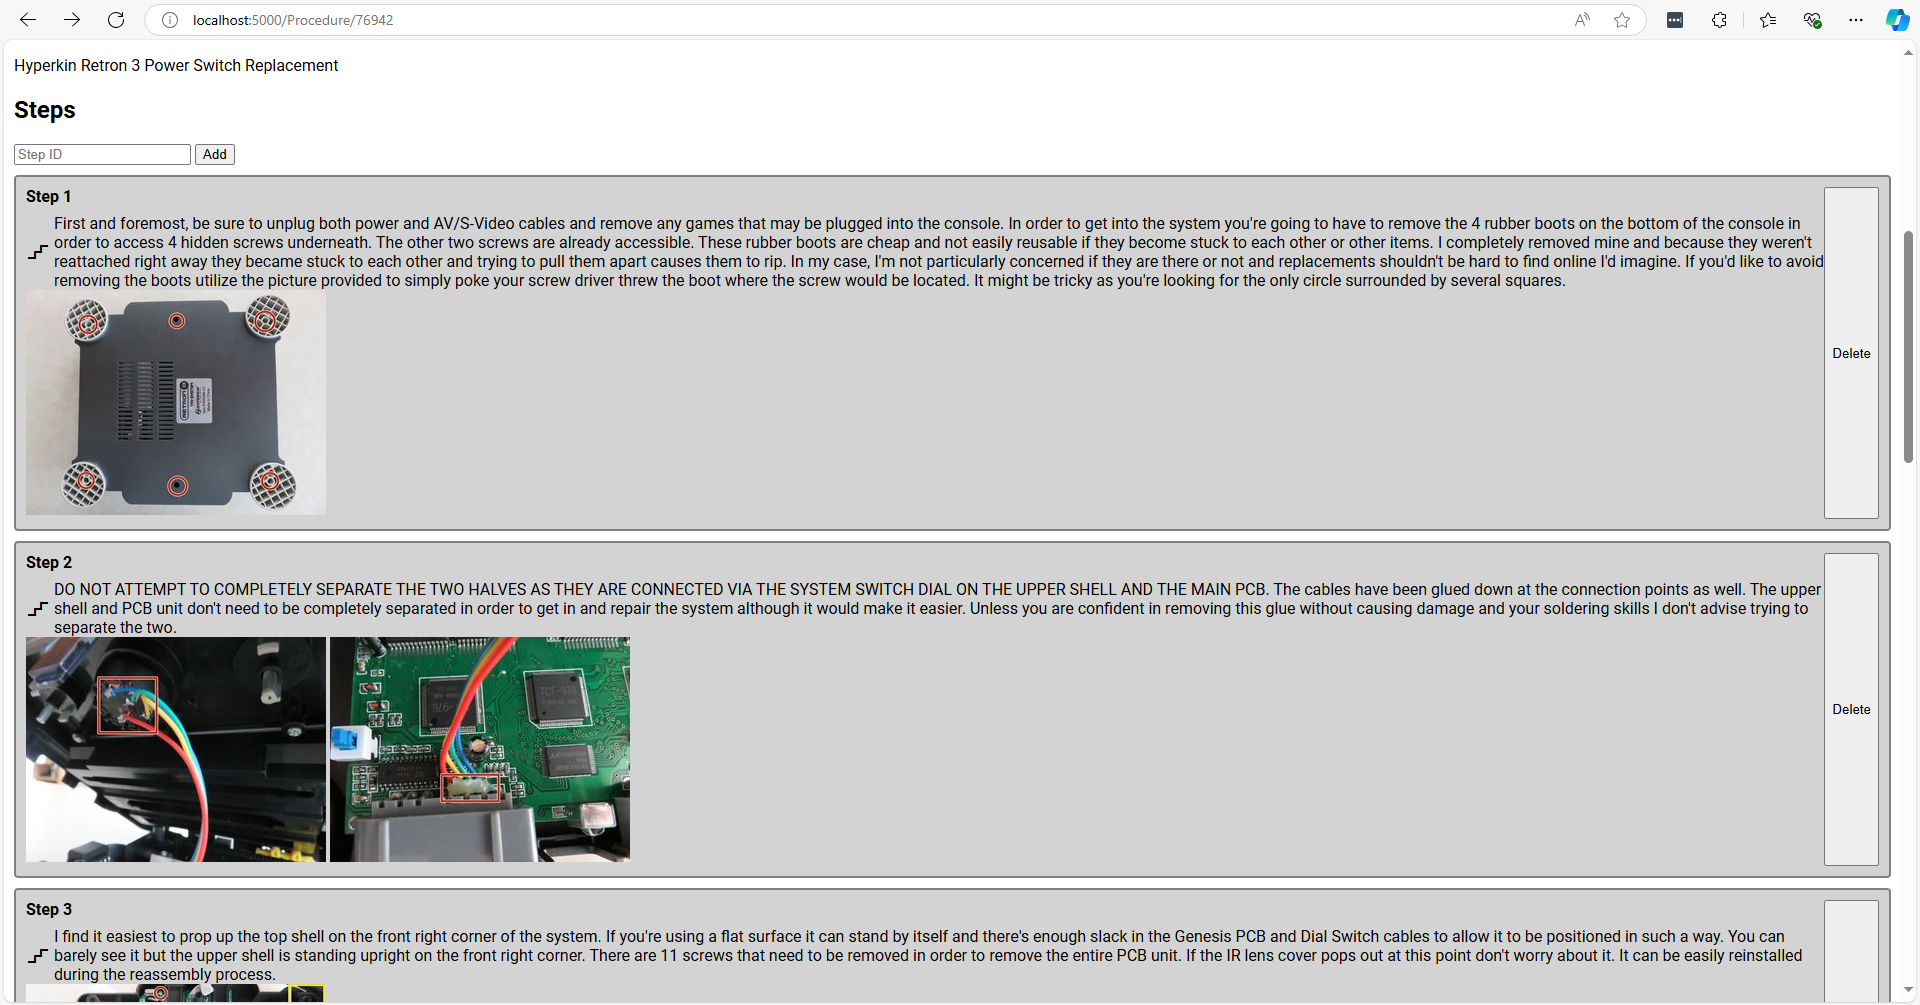 localhost:5000/Procedure/76942
Hyperkin Retron 3 Power Switch Replacement
Steps
Step ID
Add
Step 1
First and foremost, be sure to unplug both power and AV/S-Video cables and remove any games that may be plugged into the console. In order to get into the system you're going to have to remove the 4 rubber boots on the bottom of the console in
order to access 4 hidden screws underneath. The other two screws are already accessible. These rubber boots are cheap and not easily reusable if they become stuck to each other or other items. I completely removed mine and because they weren't
reattached right away they became stuck to each other and trying to pull them apart causes them to rip. In my case, I'm not particularly concerned if they are there or not and replacements shouldn't be hard to find online I'd imagine. If you'd like to avoid
removing the boots utilize the picture provided to simply poke your screw driver threw the boot where the screw would be located. It might be tricky as you're looking for the only circle surrounded by several squares.
RETRON
Delete
Step 2
DO NOT ATTEMPT TO COMPLETELY SEPARATE THE TWO HALVES AS THEY ARE CONNECTED VIA THE SYSTEM SWITCH DIAL ON THE UPPER SHELL AND THE MAIN PCB. The cables have been glued down at the connection points as well. The upper
shell and PCB unit don't need to be completely separated in order to get in and repair the system although it would make it easier. Unless you are confident in removing this glue without causing damage and your soldering skills I don't advise trying to
separate the two.
Delete
Step 3
I find it easiest to prop up the top shell on the front right corner of the system. If you're using a flat surface it can stand by itself and there's enough slack in the Genesis PCB and Dial Switch cables to allow it to be positioned in such a way. You can
barely see it but the upper shell is standing upright on the front right corner. There are 11 screws that need to be removed in order to remove the entire PCB unit. If the IR lens cover pops out at this point don't worry about it. It can be easily reinstalled
during the reassembly process.